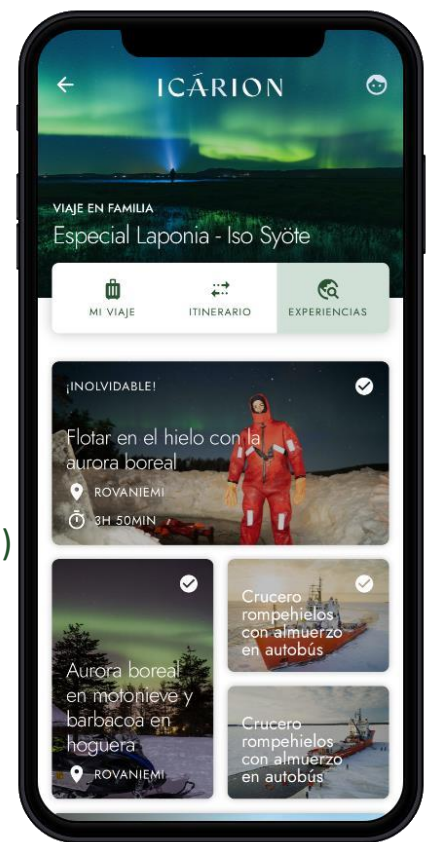 ICÁRION
VIAJE EN FAMILIA
Especial Laponia - Iso Syöte
MI VIAJE
ITINERARIO
EXPERIENCIAS
¡INOLVIDABLE!
Flotar en el hielo con la
aurora boreal
ROVANIEMI
3H 50MIN
)
Aurora boreal
en motonieve y
barbacoa en
hoguera
ROVANIEMI
Crucero
rompehielos
con almuerzo
en autobús
Crucero
rompehielos
con almuerzo
en autobús